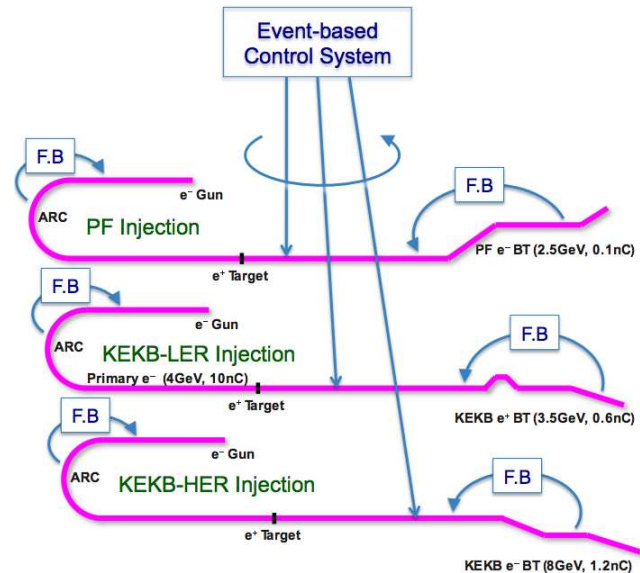 Event-based
Control System
F.B
e⁻ Gun
ARC
PF Injection
F.B
e⁺ Target
PF e⁻ BT (2.5GeV, 0.1nC)
F.B
e⁻ Gun
ARC
KEKB-LER Injection
F.B
Primary e⁻ (4GeV, 10nC)
e⁺ Target
KEKB e⁺ BT (3.5GeV, 0.6nC)
F.B
e⁻ Gun
ARC
KEKB-HER Injection
F.B
e⁺ Target
KEKB e⁻ BT (8GeV, 1.2nC)